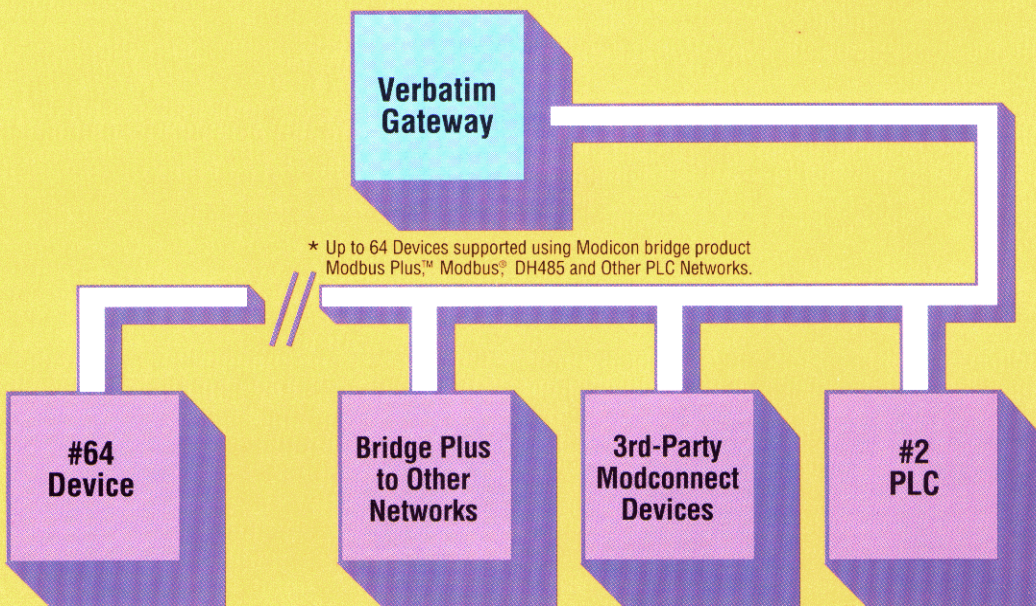 Verbatim
Gateway
* Up to 64 Devices supported using Modicon bridge product
Modbus Plus,™ Modbus,® DH485 and Other PLC Networks.
#64
Device
Bridge Plus
to Other
Networks
3rd-Party
Modconnect
Devices
#2
PLC